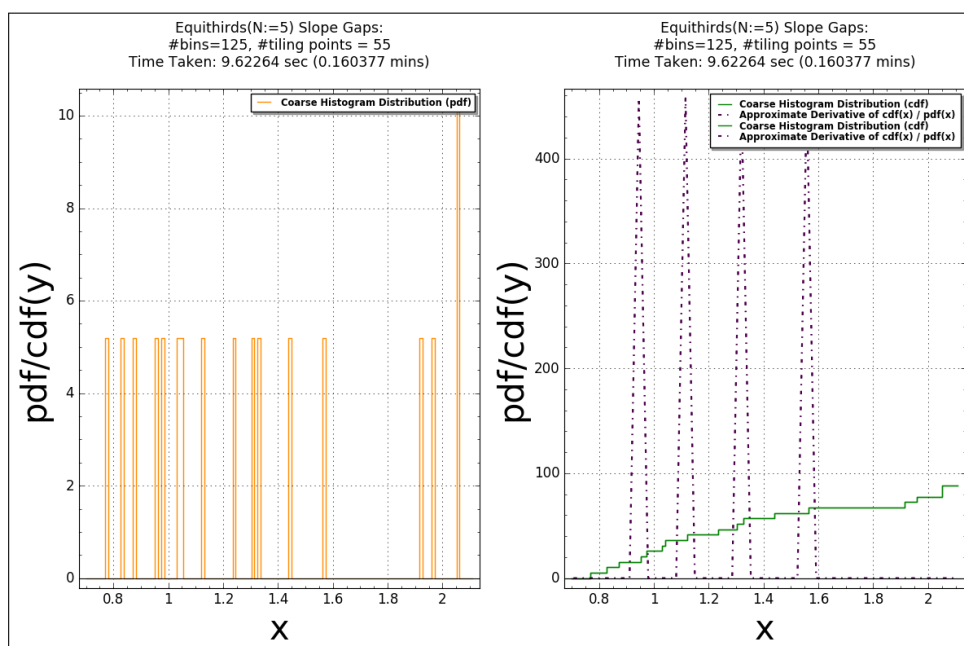 Equithirds(N:=5) Slope Gaps:
#bins=125, #tiling points = 55
Time Taken: 9.62264 sec (0.160377 mins)
Coarse Histogram Distribution (pdf)
10
8
6
4
2
0
0.8 1 1.2 1.4 1.6 1.8 2
pdf/cdf(y)
x
Equithirds(N:=5) Slope Gaps:
#bins=125, #tiling points = 55
Time Taken: 9.62264 sec (0.160377 mins)
Coarse Histogram Distribution (cdf)
Approximate Derivative of cdf(x) / pdf(x)
Coarse Histogram Distribution (cdf)
Approximate Derivative of cdf(x) / pdf(x)
400
300
200
100
0
0.8 1 1.2 1.4 1.6 1.8 2
pdf/cdf(y)
x